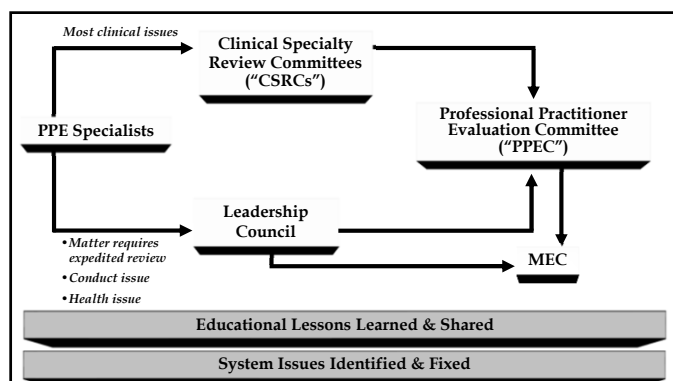 Most clinical issues
Clinical Specialty
Review Committees
(“CSRCs”)
PPE Specialists
Professional Practitioner
Evaluation Committee
(“PPEC”)
Leadership
Council
• Matter requires
expedited review
• Conduct issue
• Health issue
MEC
Educational Lessons Learned & Shared
System Issues Identified & Fixed